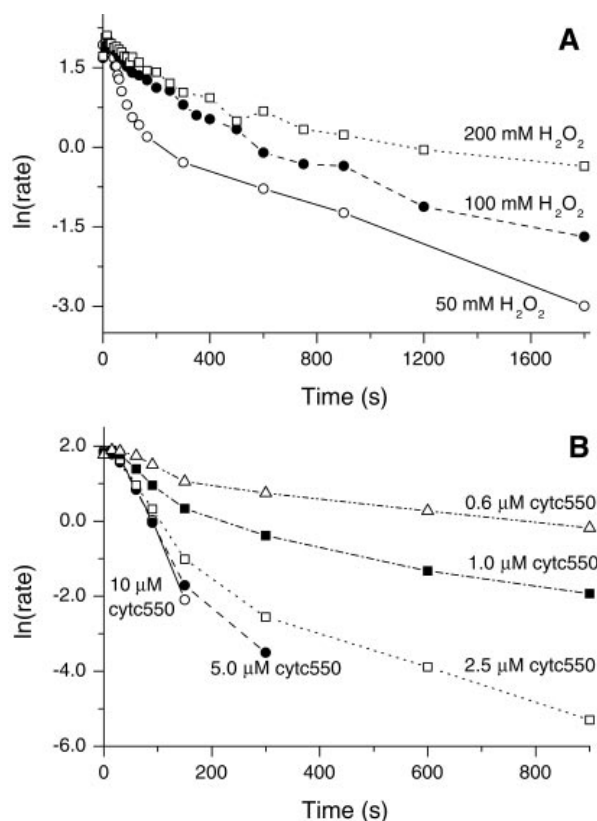 A
1.5
0.0
-1.5
-3.0
ln(rate)
200 mM H₂O₂
100 mM H₂O₂
50 mM H₂O₂
0 400 800 1200 1600
Time (s)
B
2.0
0.0
-2.0
-4.0
-6.0
ln(rate)
0.6 µM cytc550
1.0 µM cytc550
10 µM
cytc550
5.0 µM cytc550
2.5 µM cytc550
0 200 400 600 800
Time (s)